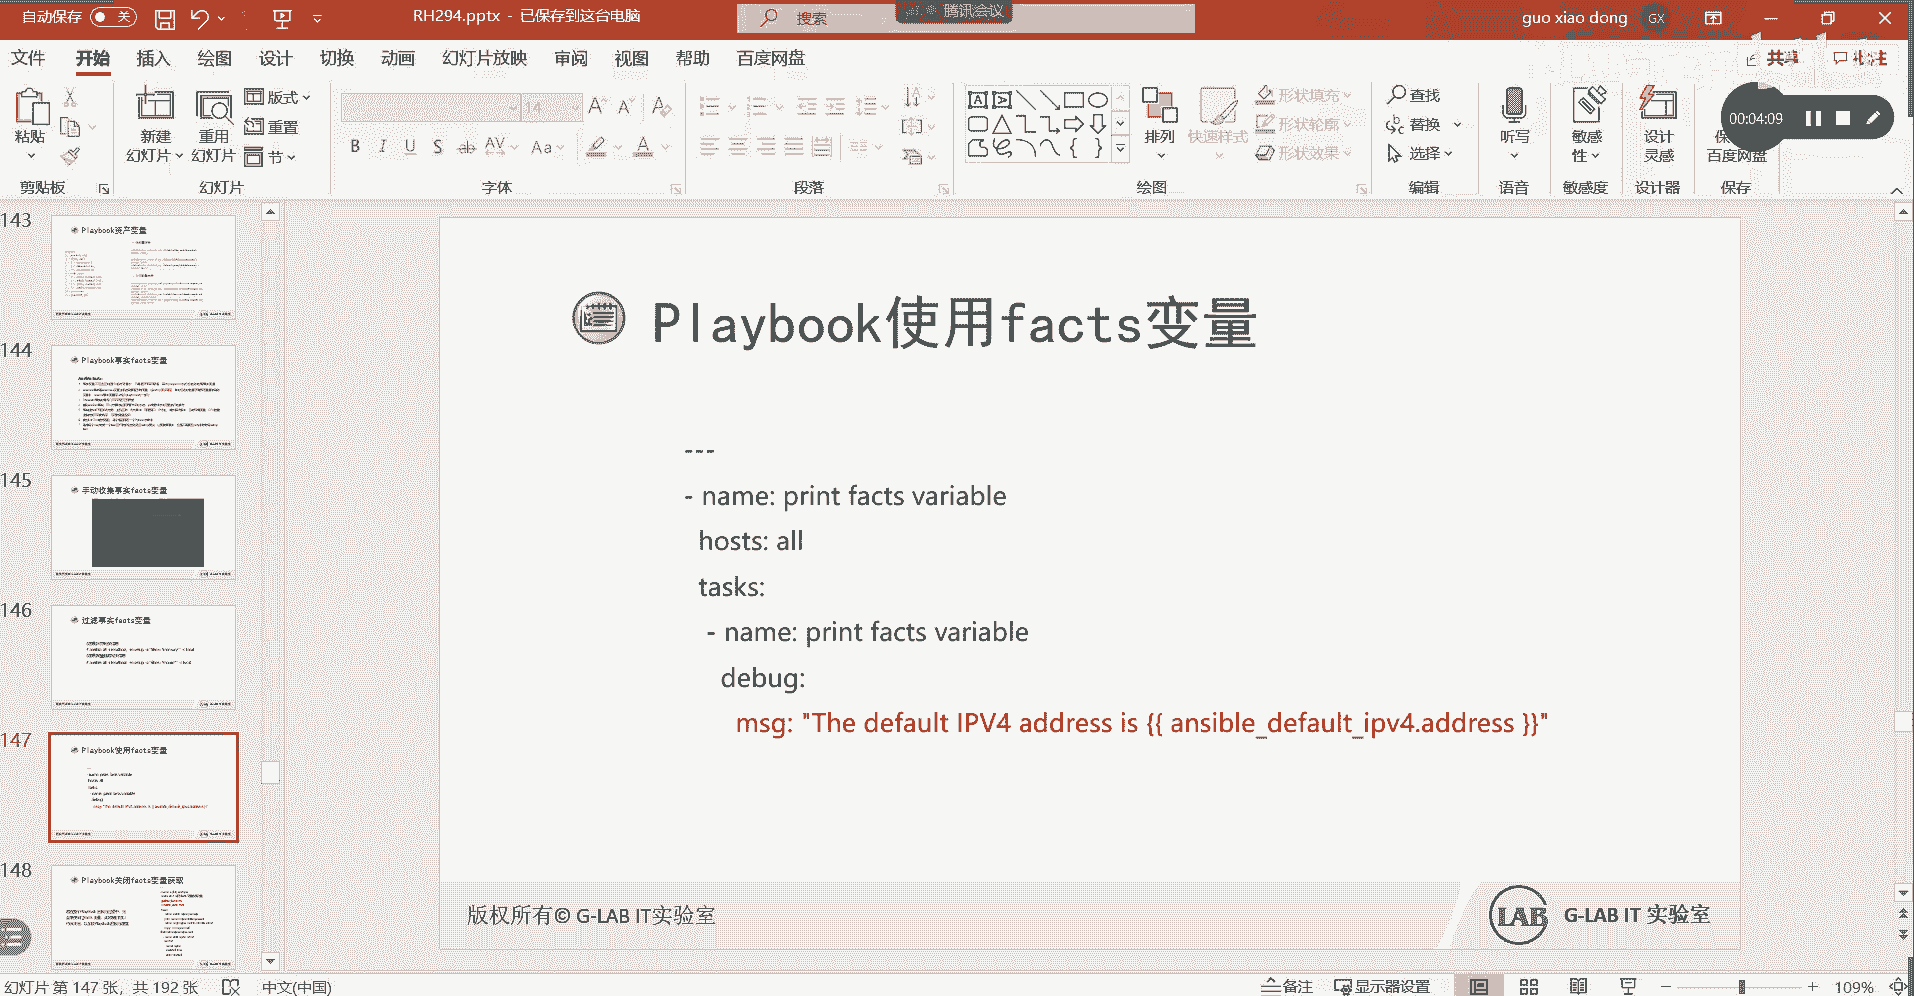 自动保存 关
RH294.pptx - 已保存到这台电脑
搜索
腾讯会议
guo xiao dong
GX
文件 开始 插入 绘图 设计 切换 动画 幻灯片放映 审阅 视图 帮助 百度网盘
共享
批注
粘贴
新建
幻灯片
重用
幻灯片
版式
重置
节
14
B I U S ab AV Aa A
排列
快速样式
形状填充
形状轮廓
形状效果
查找
替换
选择
听写
敏感
性
设计
灵感
保存到
百度网盘
00:04:09
剪贴板
幻灯片
字体
段落
绘图
编辑
语音
敏感度
设计器
保存
143
Playbook资产变量
144
Playbook事实facts变量
145
手动收集事实facts变量
146
过滤事实facts变量
147
Playbook使用facts变量
148
Playbook关闭facts变量获取
Playbook使用facts变量
---
- name: print facts variable
hosts: all
tasks:
- name: print facts variable
debug:
msg: "The default IPV4 address is {{ ansible_default_ipv4.address }}"
版权所有© G-LAB IT实验室
LAB
G-LAB IT 实验室
幻灯片 第 147 张，共 192 张
中文(中国)
备注
显示器设置
109%